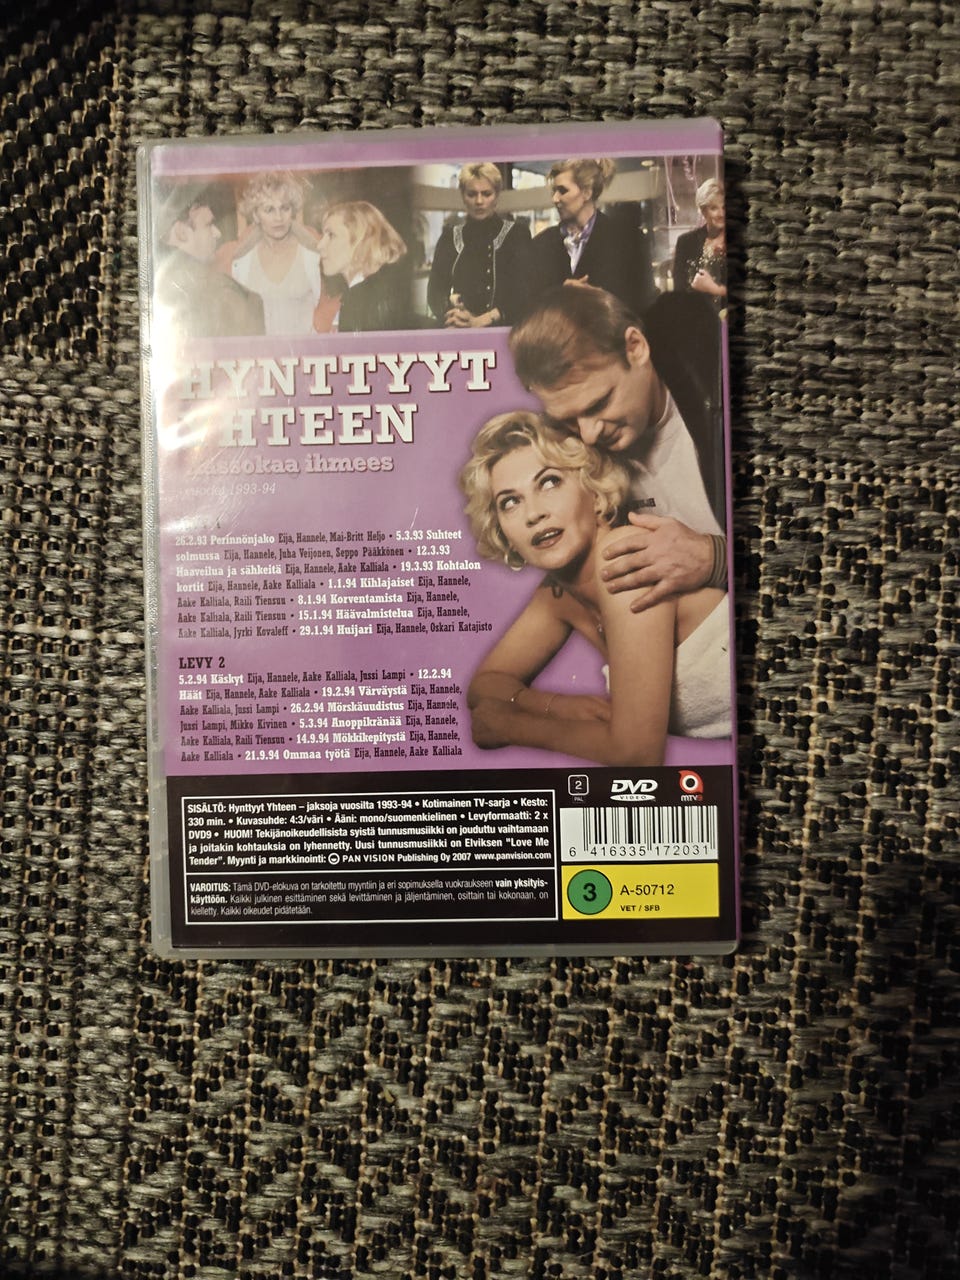 HYNTTYYT
YHTEEN
Kassokaa ihmees
vuodet 1993-94
26.2.93 Perinnönjako Eija, Hannele, Mai-Britt Heljo • 5.3.93 Suhteet
solmussa Eija, Hannele, Juha Veijonen, Seppo Pääkkönen • 12.3.93
Haaveilua ja sähkeitä Eija, Hannele, Aake Kalliala • 19.3.93 Kohtalon
kortit Eija, Hannele, Aake Kalliala • 1.1.94 Kihlajaiset Eija, Hannele,
Aake Kalliala, Raili Tiensuu • 8.1.94 Korventamista Eija, Hannele,
Aake Kalliala, Raili Tiensuu • 15.1.94 Häävalmistelua Eija, Hannele,
Aake Kalliala, Jyrki Kovaleff • 29.1.94 Huijari Eija, Hannele, Oskari Katajisto
LEVY 2
5.2.94 Käskyt Eija, Hannele, Aake Kalliala, Jussi Lampi • 12.2.94
Häät Eija, Hannele, Aake Kalliala • 19.2.94 Värväystä Eija, Hannele,
Aake Kalliala, Jussi Lampi • 26.2.94 Mörskäuudistus Eija, Hannele,
Jussi Lampi, Mikko Kivinen • 5.3.94 Anoppikränää Eija, Hannele,
Aake Kalliala, Raili Tiensuu • 14.9.94 Mökkikepitystä Eija, Hannele,
Aake Kalliala • 21.9.94 Ommaa työtä Eija, Hannele, Aake Kalliala
SISÄLTÖ: Hynttyyt Yhteen – jaksoja vuosilta 1993-94 • Kotimainen TV-sarja • Kesto:
330 min. • Kuvasuhde: 4:3/väri • Ääni: mono/suomenkielinen • Levyformaatti: 2 x
DVD9 • HUOM! Tekijänoikeudellisista syistä tunnusmusiikki on jouduttu vaihtamaan
ja joitakin kohtauksia on lyhennetty. Uusi tunnusmusiikki on Elviksen "Love Me
Tender". Myynti ja markkinointi: PAN VISION Publishing Oy 2007 www.panvision.com
VAROITUS: Tämä DVD-elokuva on tarkoitettu myyntiin ja eri sopimuksella vuokraukseen vain yksityis-
käyttöön. Kaikki julkinen esittäminen sekä levittäminen ja jäljentäminen, osittain tai kokonaan, on
kielletty. Kaikki oikeudet pidätetään.
2
PAL
DVD
VIDEO
MTV3
6 416335 172031
3
A-50712
VET / SFB